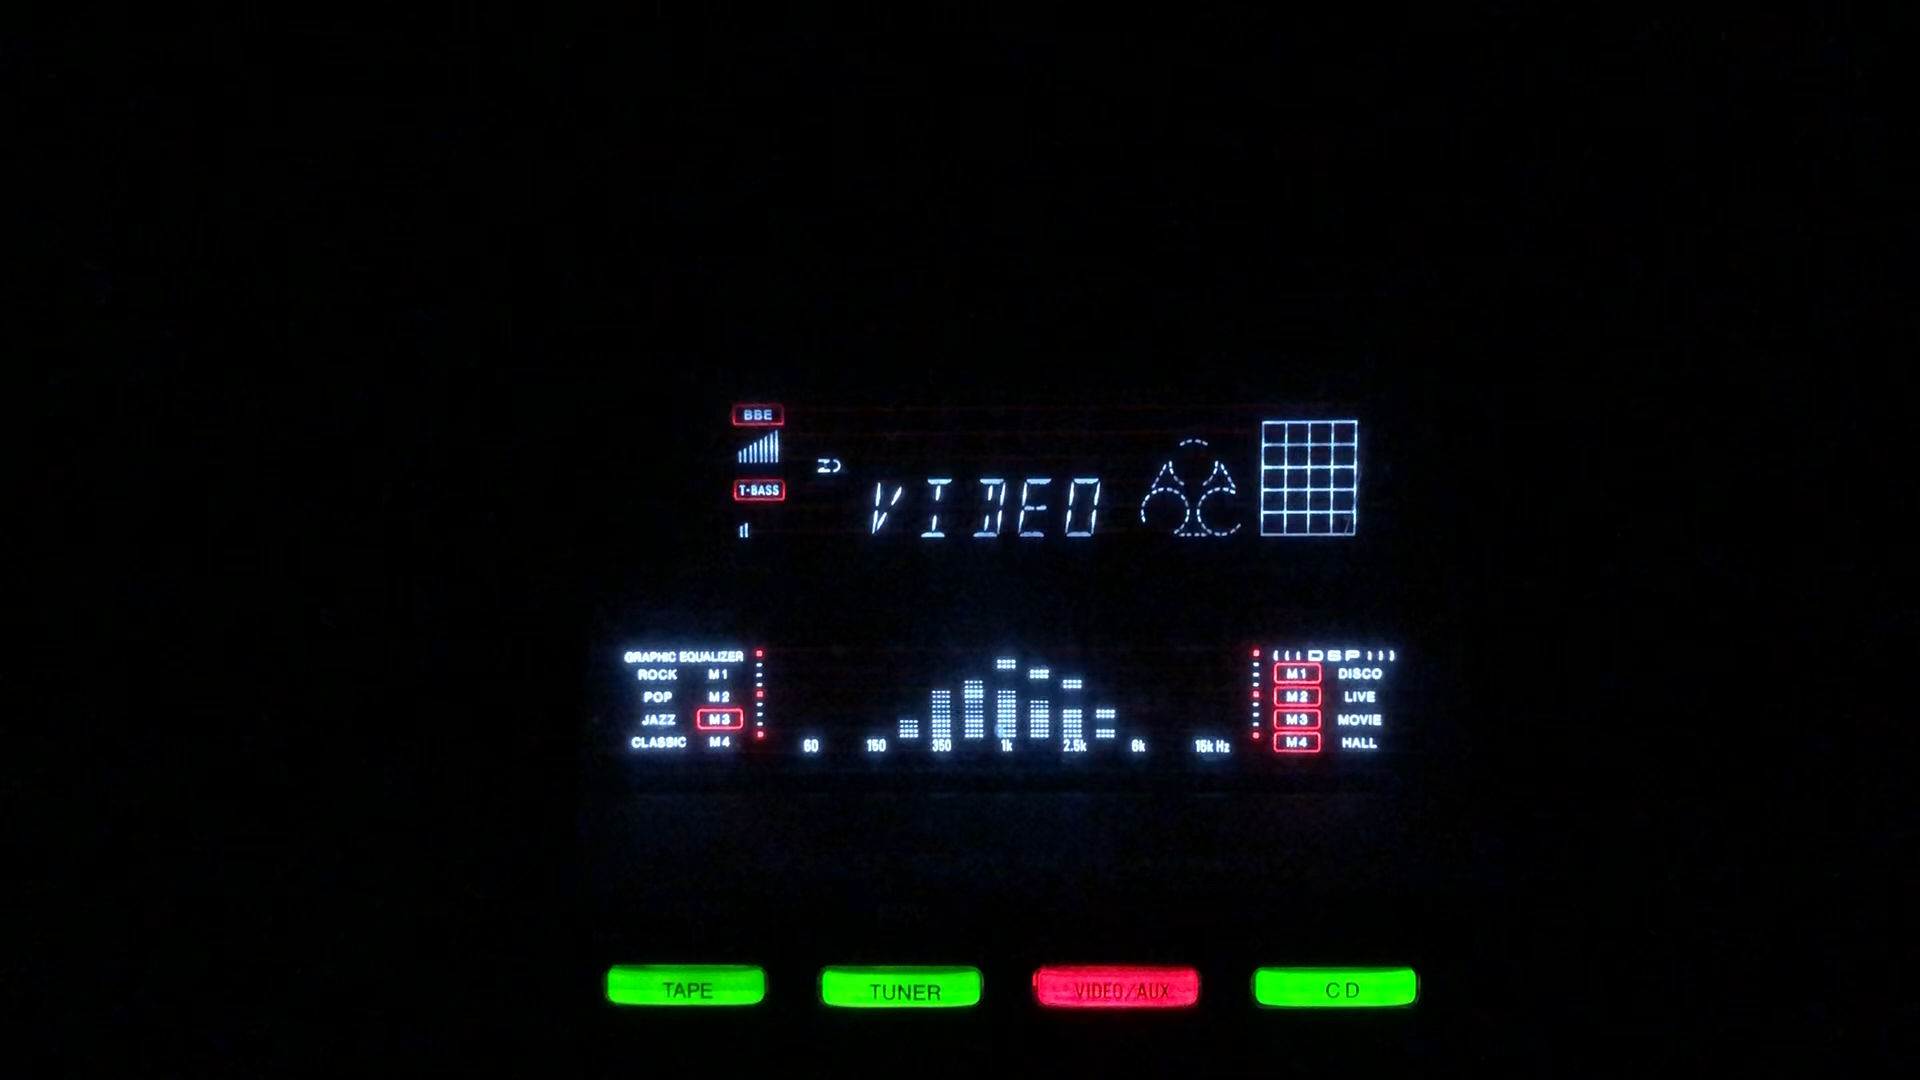 BBE
T-BASS
VIDEO
GRAPHIC EQUALIZER
ROCK M1
POP M2
JAZZ M3
CLASSIC M4
60 150 350 1k 2.5k 6k 15k Hz
DSP
M1 DISCO
M2 LIVE
M3 MOVIE
M4 HALL
TAPE TUNER VIDEO/AUX CD